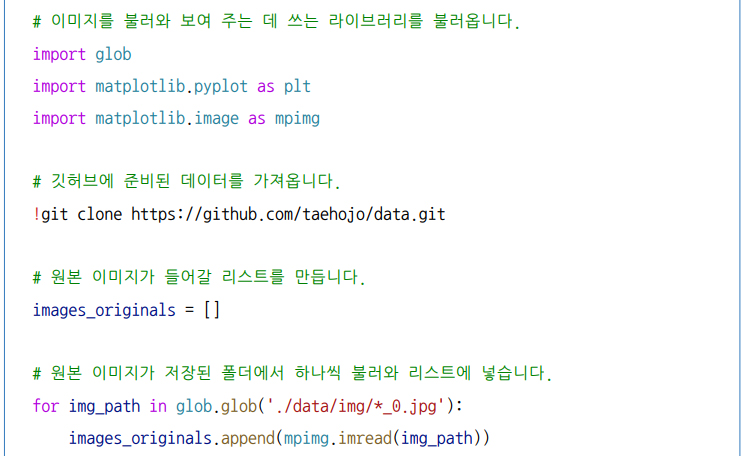 # 이미지를 불러와 보여 주는 데 쓰는 라이브러리를 불러옵니다.
import glob
import matplotlib.pyplot as plt
import matplotlib.image as mpimg
# 깃허브에 준비된 데이터를 가져옵니다.
!git clone https://github.com/taehojo/data.git
# 원본 이미지가 들어갈 리스트를 만듭니다.
images_originals = []
# 원본 이미지가 저장된 폴더에서 하나씩 불러와 리스트에 넣습니다.
for img_path in glob.glob('./data/img/*_0.jpg'):
    images_originals.append(mpimg.imread(img_path))